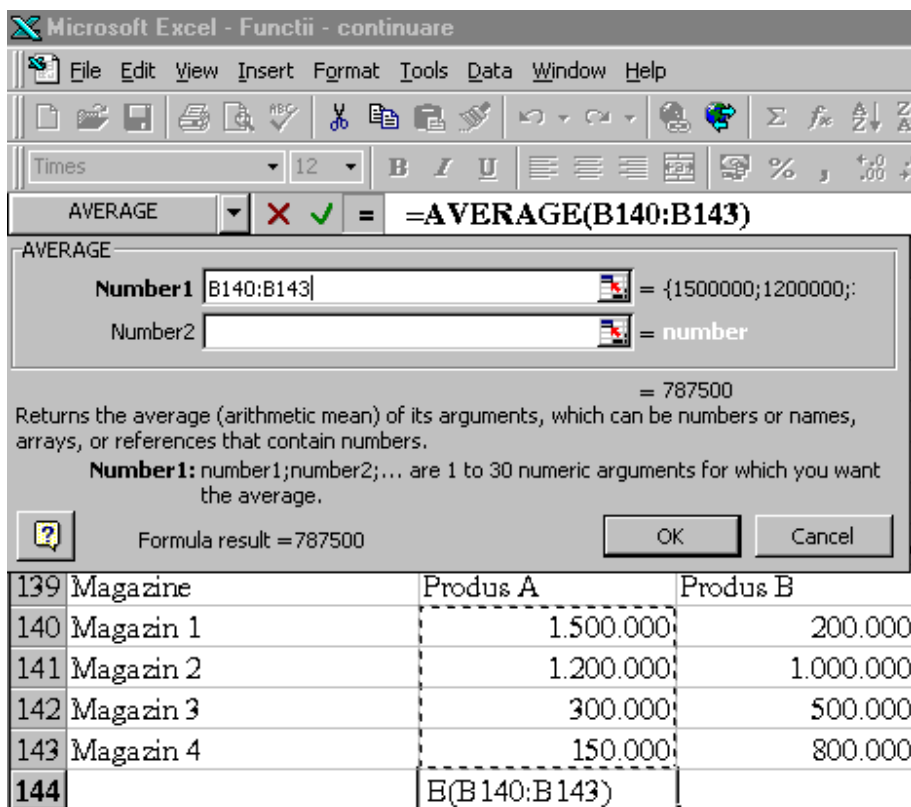 Microsoft Excel - Functii - continuare
File Edit View Insert Format Tools Data Window Help
Times 12 B I U % ,
AVERAGE =AVERAGE(B140:B143)
AVERAGE
Number1 B140:B143 = {1500000;1200000;
Number2 = number
= 787500
Returns the average (arithmetic mean) of its arguments, which can be numbers or names,
arrays, or references that contain numbers.
Number1: number1;number2;... are 1 to 30 numeric arguments for which you want
the average.
Formula result =787500 OK Cancel
139 Magazine Produs A Produs B
140 Magazin 1 1.500.000 200.000
141 Magazin 2 1.200.000 1.000.000
142 Magazin 3 300.000 500.000
143 Magazin 4 150.000 800.000
144 E(B140:B143)